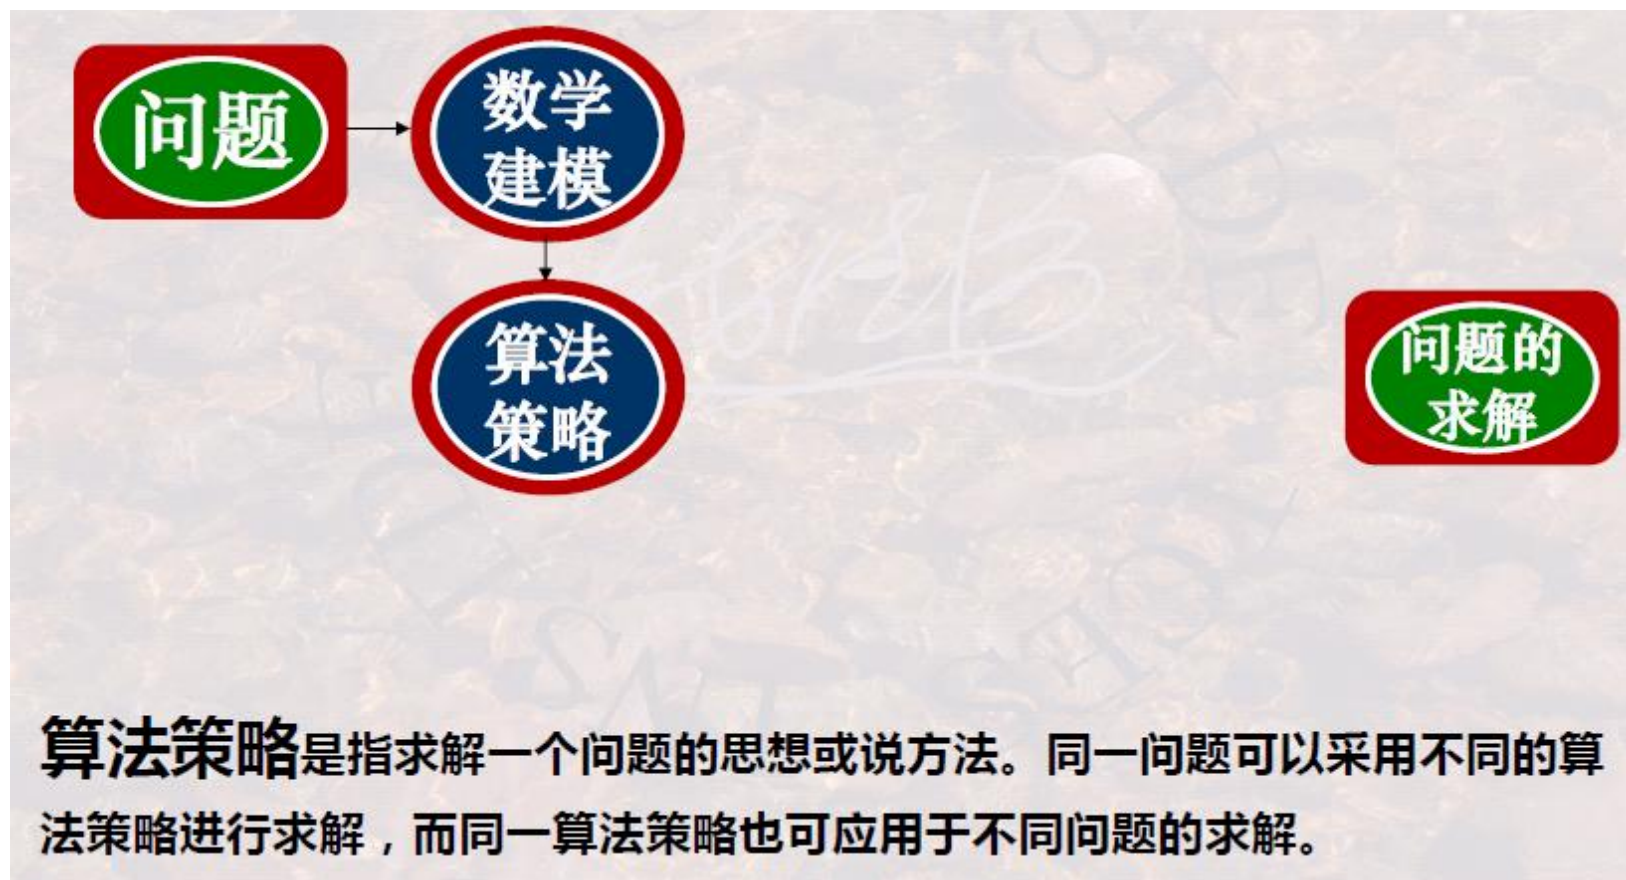 问题
数学
建模
算法
策略
问题的
求解
算法策略是指求解一个问题的思想或说方法。同一问题可以采用不同的算
法策略进行求解，而同一算法策略也可应用于不同问题的求解。